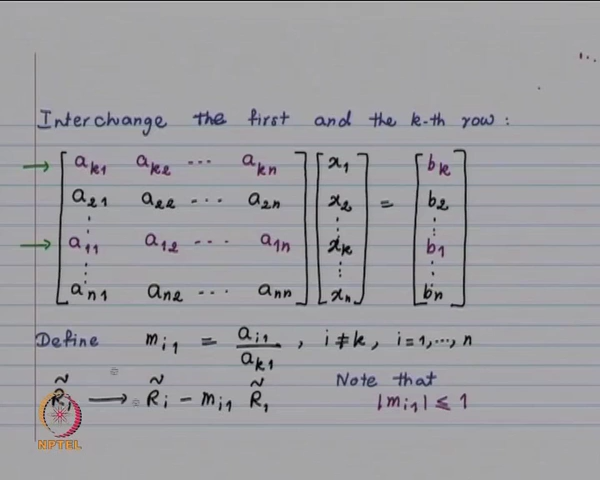 Interchange the first and the k-th row :
→ [ a_k1 a_k2 ... a_kn ] [ x_1 ] [ b_k ]
a_21 a_22 ... a_2n x_2 = b_2
⋮ ⋮ ⋮
→ a_11 a_12 ... a_1n x_k b_1
⋮ ⋮ ⋮
a_n1 a_n2 ... a_nn x_n b_n
Define m_i1 = a_i1 / a_k1 , i ≠ k, i = 1, ..., n
R̃_i → R̃_i - m_i1 R̃_1
Note that
|m_i1| ≤ 1
NPTEL